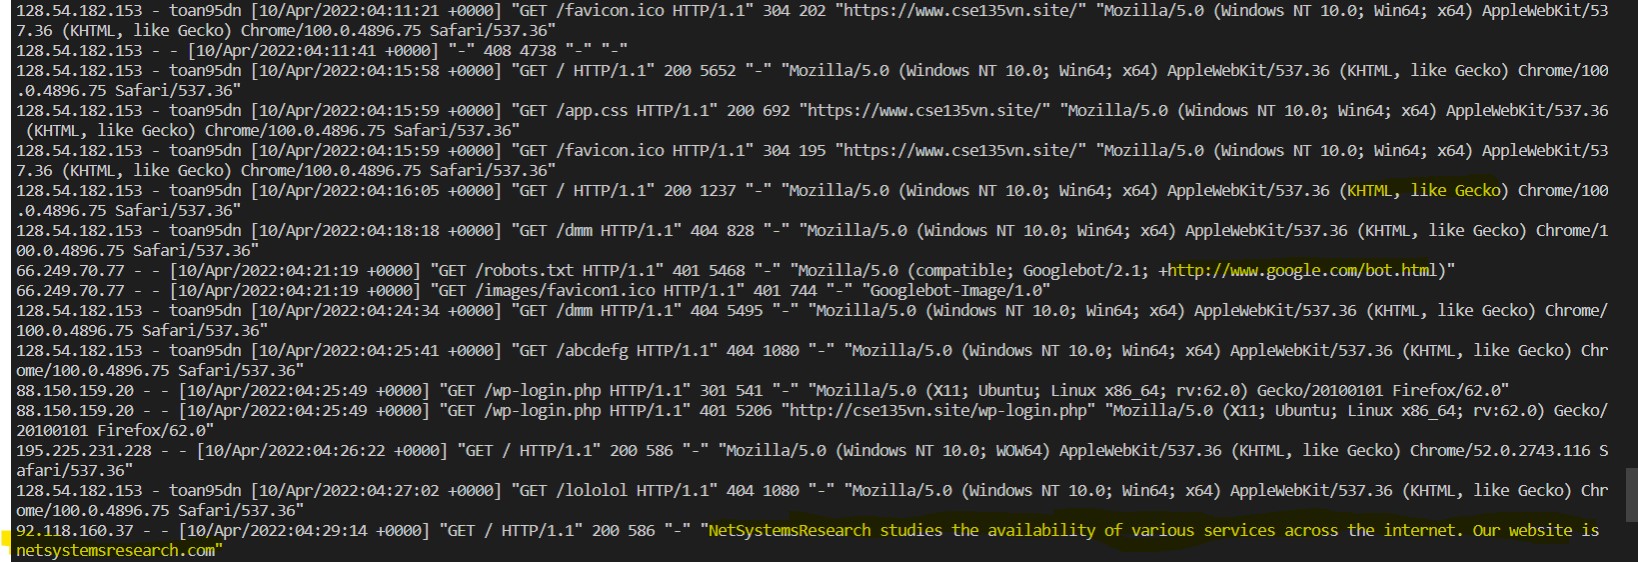 128.54.182.153 - toan95dn [10/Apr/2022:04:11:21 +0000] "GET /favicon.ico HTTP/1.1" 304 202 "https://www.cse135vn.site/" "Mozilla/5.0 (Windows NT 10.0; Win64; x64) AppleWebKit/53
7.36 (KHTML, like Gecko) Chrome/100.0.4896.75 Safari/537.36"
128.54.182.153 - - [10/Apr/2022:04:11:41 +0000] "-" 408 4738 "-" "-"
128.54.182.153 - toan95dn [10/Apr/2022:04:15:58 +0000] "GET / HTTP/1.1" 200 5652 "-" "Mozilla/5.0 (Windows NT 10.0; Win64; x64) AppleWebKit/537.36 (KHTML, like Gecko) Chrome/100
.0.4896.75 Safari/537.36"
128.54.182.153 - toan95dn [10/Apr/2022:04:15:59 +0000] "GET /app.css HTTP/1.1" 200 692 "https://www.cse135vn.site/" "Mozilla/5.0 (Windows NT 10.0; Win64; x64) AppleWebKit/537.36
 (KHTML, like Gecko) Chrome/100.0.4896.75 Safari/537.36"
128.54.182.153 - toan95dn [10/Apr/2022:04:15:59 +0000] "GET /favicon.ico HTTP/1.1" 304 195 "https://www.cse135vn.site/" "Mozilla/5.0 (Windows NT 10.0; Win64; x64) AppleWebKit/53
7.36 (KHTML, like Gecko) Chrome/100.0.4896.75 Safari/537.36"
128.54.182.153 - toan95dn [10/Apr/2022:04:16:05 +0000] "GET / HTTP/1.1" 200 1237 "-" "Mozilla/5.0 (Windows NT 10.0; Win64; x64) AppleWebKit/537.36 (KHTML, like Gecko) Chrome/100
.0.4896.75 Safari/537.36"
128.54.182.153 - toan95dn [10/Apr/2022:04:18:18 +0000] "GET /dmm HTTP/1.1" 404 828 "-" "Mozilla/5.0 (Windows NT 10.0; Win64; x64) AppleWebKit/537.36 (KHTML, like Gecko) Chrome/1
00.0.4896.75 Safari/537.36"
66.249.70.77 - - [10/Apr/2022:04:21:19 +0000] "GET /robots.txt HTTP/1.1" 401 5468 "-" "Mozilla/5.0 (compatible; Googlebot/2.1; +http://www.google.com/bot.html)"
66.249.70.77 - - [10/Apr/2022:04:21:19 +0000] "GET /images/favicon1.ico HTTP/1.1" 401 744 "-" "Googlebot-Image/1.0"
128.54.182.153 - toan95dn [10/Apr/2022:04:24:34 +0000] "GET /dmm HTTP/1.1" 404 5495 "-" "Mozilla/5.0 (Windows NT 10.0; Win64; x64) AppleWebKit/537.36 (KHTML, like Gecko) Chrome/
100.0.4896.75 Safari/537.36"
128.54.182.153 - toan95dn [10/Apr/2022:04:25:41 +0000] "GET /abcdefg HTTP/1.1" 404 1080 "-" "Mozilla/5.0 (Windows NT 10.0; Win64; x64) AppleWebKit/537.36 (KHTML, like Gecko) Chr
ome/100.0.4896.75 Safari/537.36"
88.150.159.20 - - [10/Apr/2022:04:25:49 +0000] "GET /wp-login.php HTTP/1.1" 301 541 "-" "Mozilla/5.0 (X11; Ubuntu; Linux x86_64; rv:62.0) Gecko/20100101 Firefox/62.0"
88.150.159.20 - - [10/Apr/2022:04:25:49 +0000] "GET /wp-login.php HTTP/1.1" 401 5206 "http://cse135vn.site/wp-login.php" "Mozilla/5.0 (X11; Ubuntu; Linux x86_64; rv:62.0) Gecko/
20100101 Firefox/62.0"
195.225.231.228 - - [10/Apr/2022:04:26:22 +0000] "GET / HTTP/1.1" 200 586 "-" "Mozilla/5.0 (Windows NT 10.0; WOW64) AppleWebKit/537.36 (KHTML, like Gecko) Chrome/52.0.2743.116 S
afari/537.36"
128.54.182.153 - toan95dn [10/Apr/2022:04:27:02 +0000] "GET /lololol HTTP/1.1" 404 1080 "-" "Mozilla/5.0 (Windows NT 10.0; Win64; x64) AppleWebKit/537.36 (KHTML, like Gecko) Chr
ome/100.0.4896.75 Safari/537.36"
92.118.160.37 - - [10/Apr/2022:04:29:14 +0000] "GET / HTTP/1.1" 200 586 "-" "NetSystemsResearch studies the availability of various services across the internet. Our website is
netsystemsresearch.com"